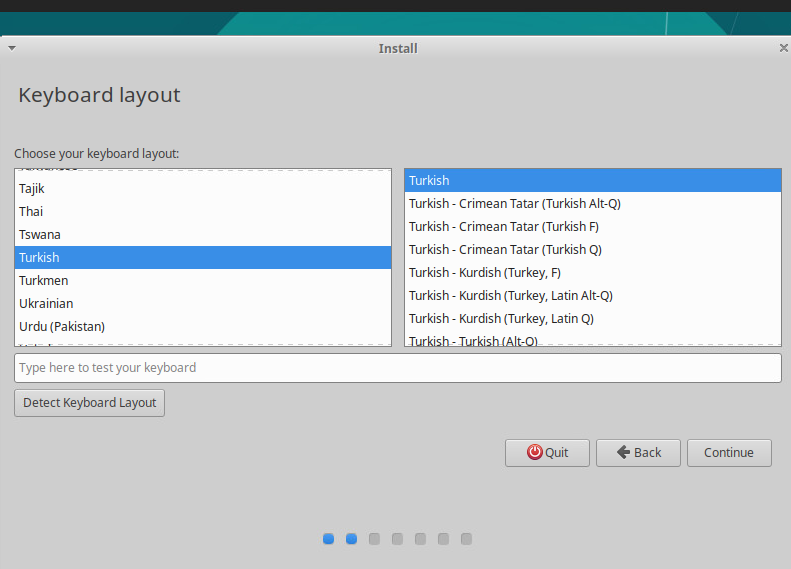 Install
Keyboard layout
Choose your keyboard layout:
Tajik
Thai
Tswana
Turkish
Turkmen
Ukrainian
Urdu (Pakistan)
Turkish
Turkish - Crimean Tatar (Turkish Alt-Q)
Turkish - Crimean Tatar (Turkish F)
Turkish - Crimean Tatar (Turkish Q)
Turkish - Kurdish (Turkey, F)
Turkish - Kurdish (Turkey, Latin Alt-Q)
Turkish - Kurdish (Turkey, Latin Q)
Turkish - Turkish (Alt-Q)
Type here to test your keyboard
Detect Keyboard Layout
Quit
Back
Continue